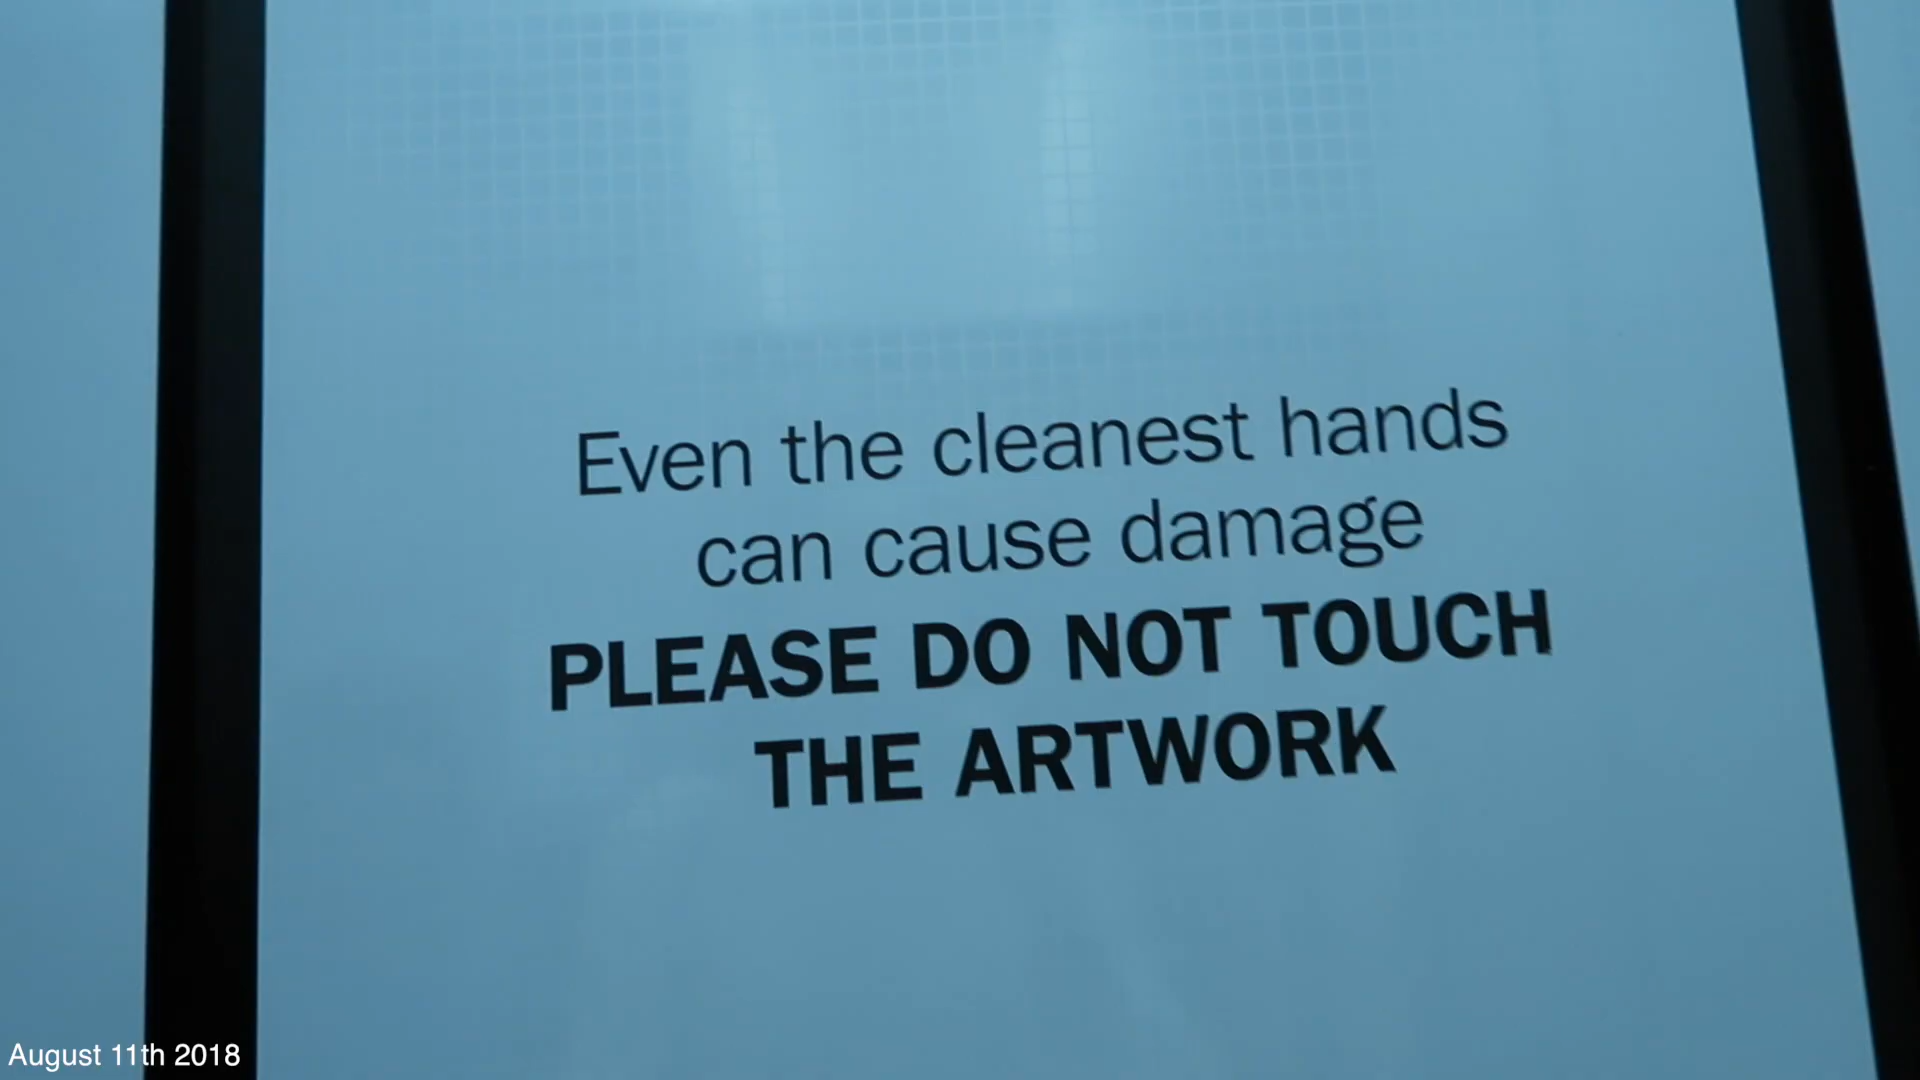 Even the cleanest hands
can cause damage
PLEASE DO NOT TOUCH
THE ARTWORK
August 11th 2018